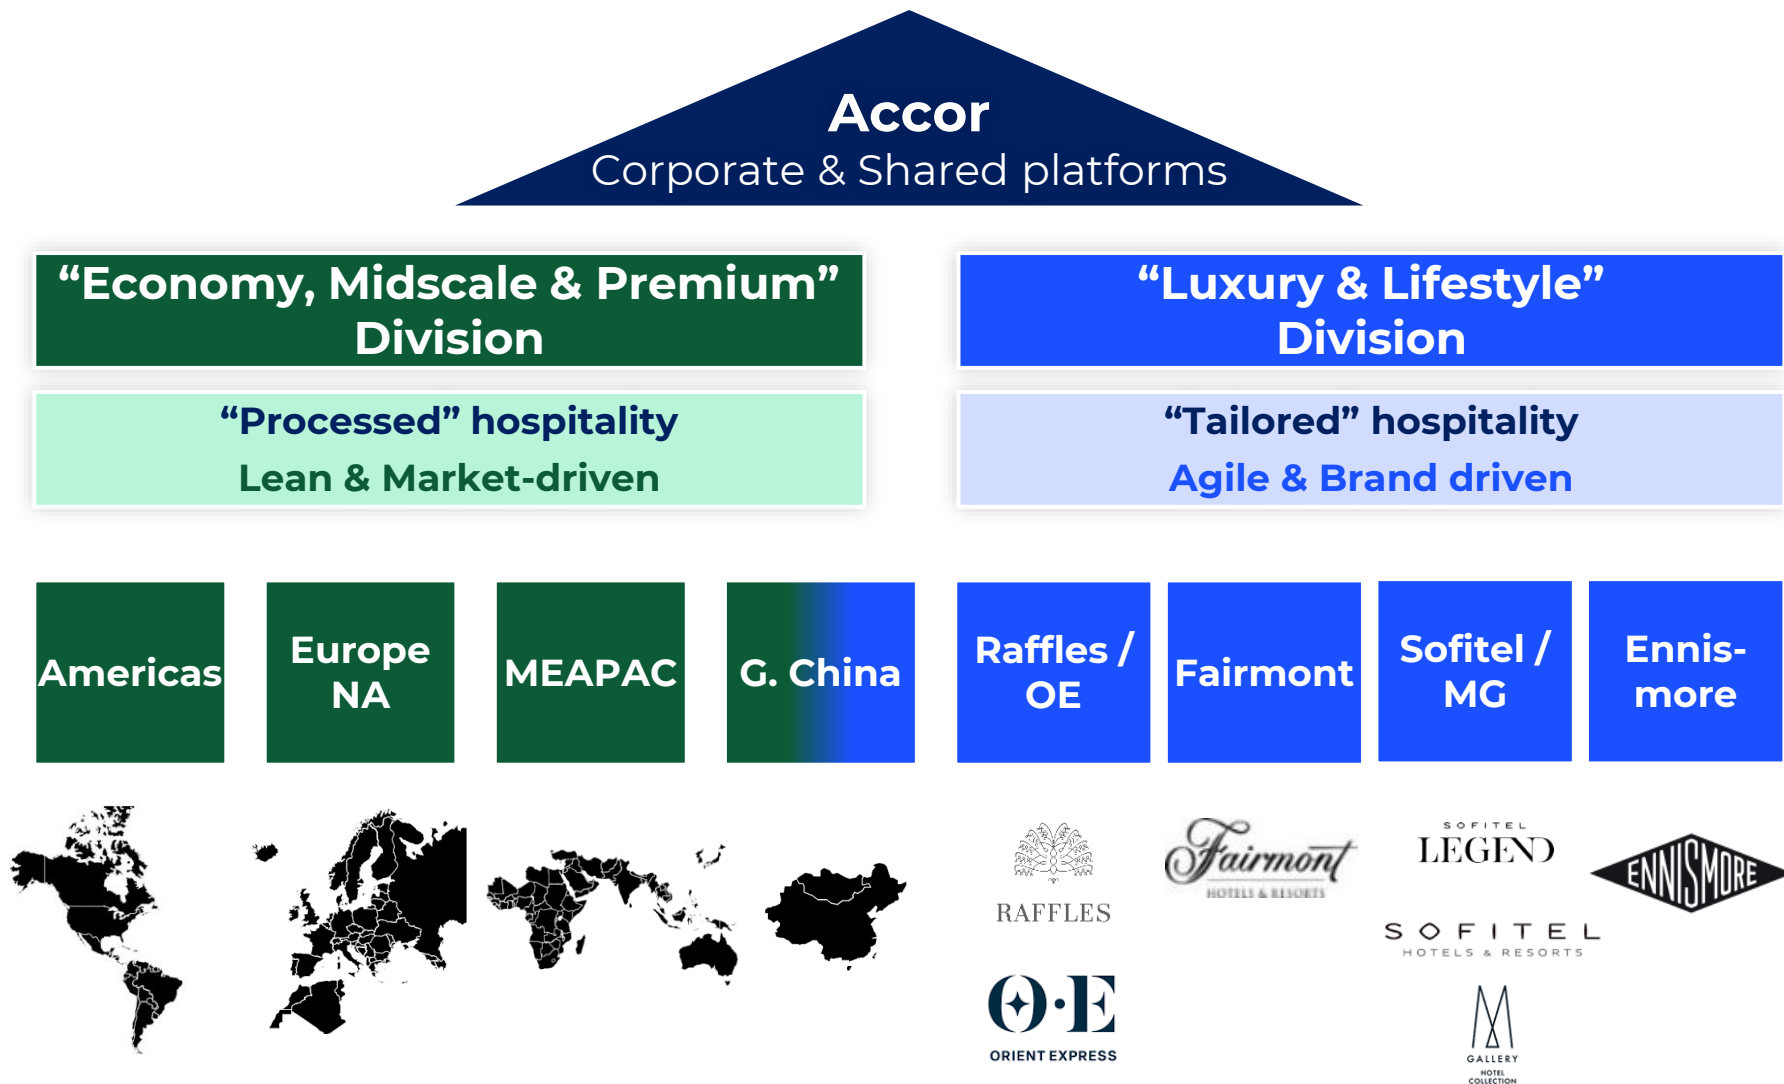 Accor
Corporate & Shared platforms
“Economy, Midscale & Premium”
Division
“Luxury & Lifestyle”
Division
“Processed” hospitality
Lean & Market-driven
“Tailored” hospitality
Agile & Brand driven
Americas
Europe
NA
MEAPAC
G. China
Raffles /
OE
Fairmont
Sofitel /
MG
Ennis-
more
RAFFLES
O·E
ORIENT EXPRESS
Fairmont
HOTELS & RESORTS
SOFITEL
LEGEND
SOFITEL
HOTELS & RESORTS
M
GALLERY
HOTEL
COLLECTION
ENNISMORE